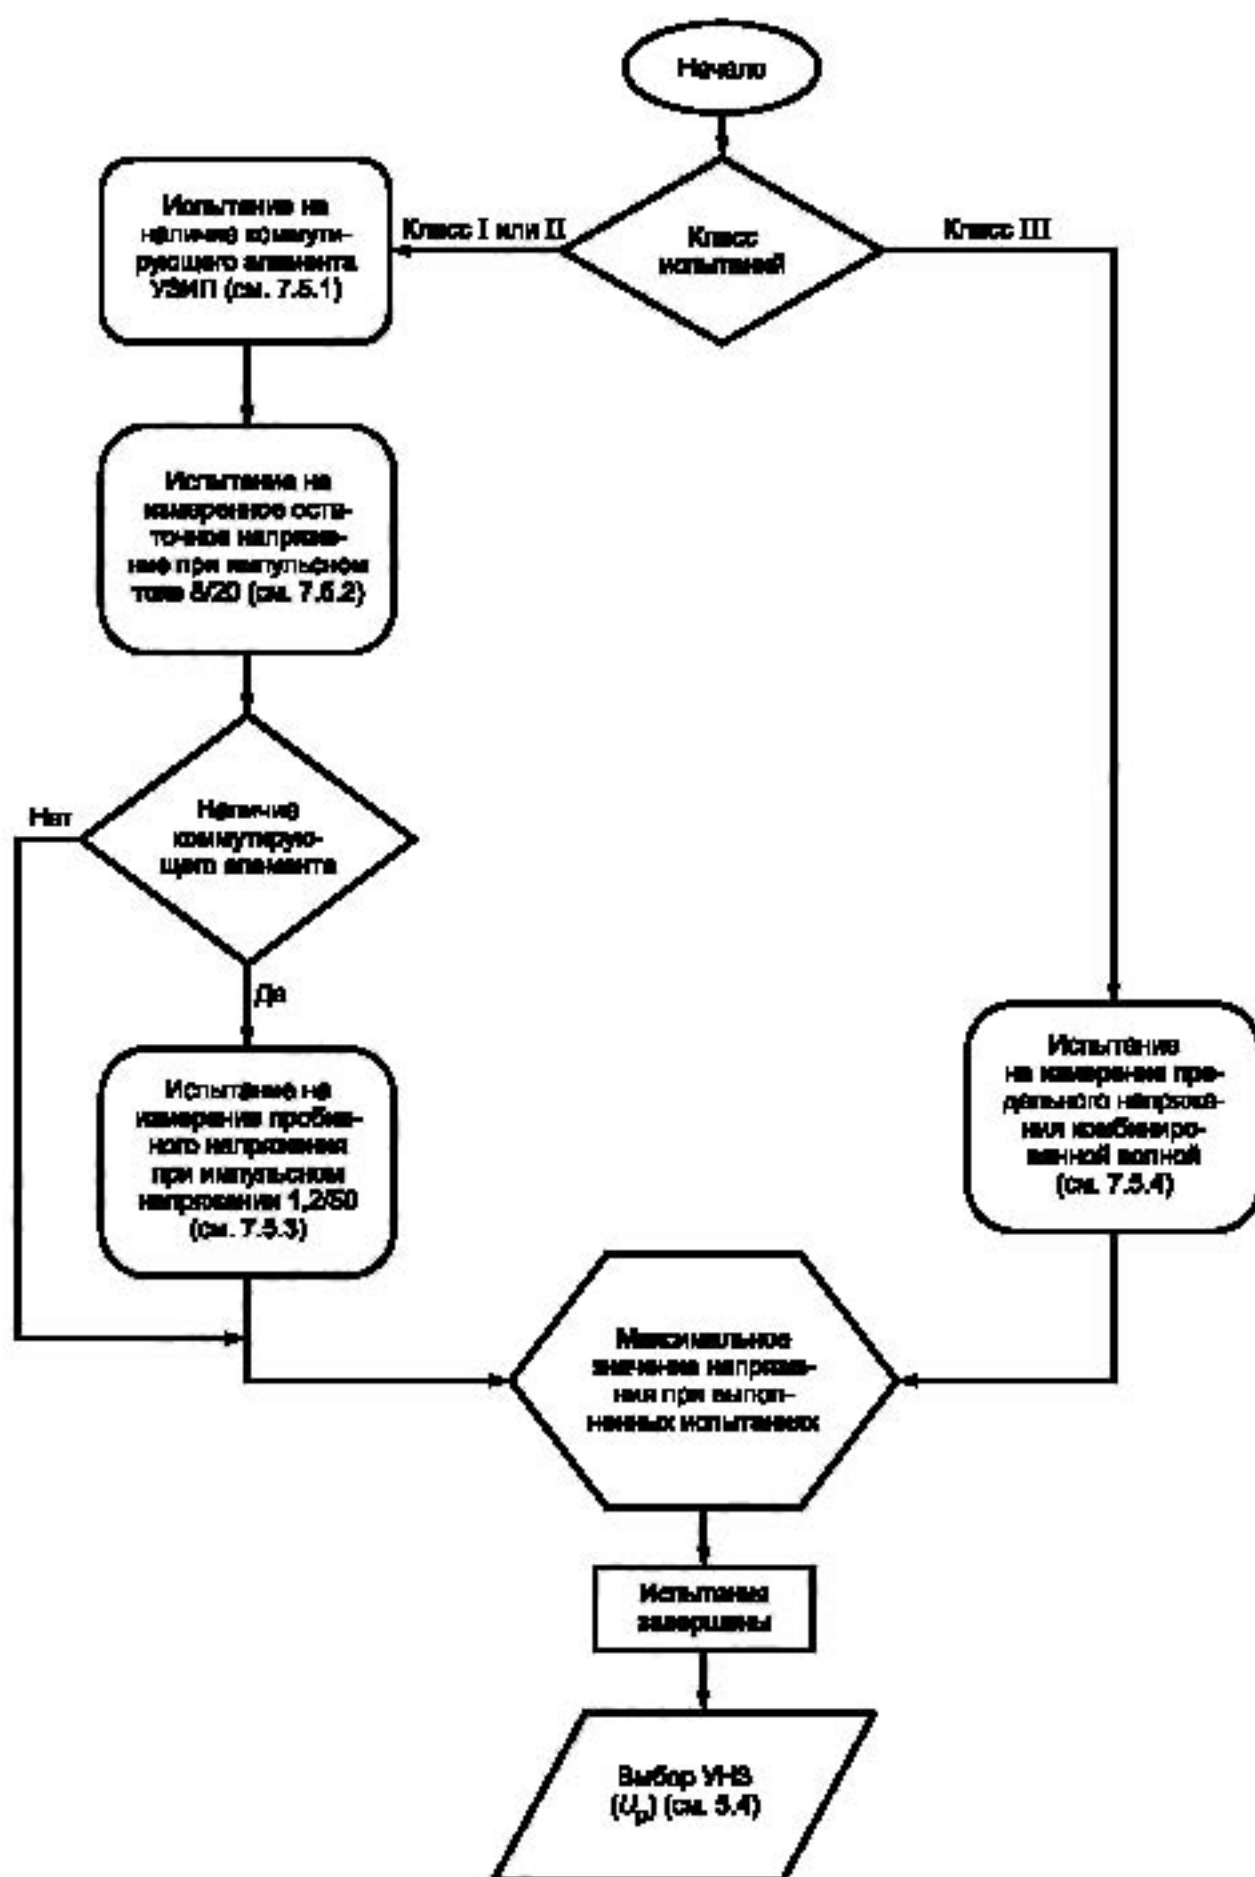 Начало
Класс
испытаний
Класс I или II
Класс III
Испытание на
наличие коммути-
рующего элемента
УЗИП (см. 7.5.1)
Испытание на
измеренное оста-
точное напряже-
ние при импульсном
токе 8/20 (см. 7.5.2)
Наличие
коммутирую-
щего элемента
Нет
Да
Испытание на
измерение пробив-
ного напряжения
при импульсном
напряжении 1,2/50
(см. 7.5.3)
Испытание
на измерение пре-
дельного напряже-
ния комбиниро-
ванной волной
(см. 7.5.4)
Максимальное
значение напряже-
ния при выпол-
ненных испытаниях
Испытания
завершены
Выбор УНЗ
(Up) (см. 5.4)